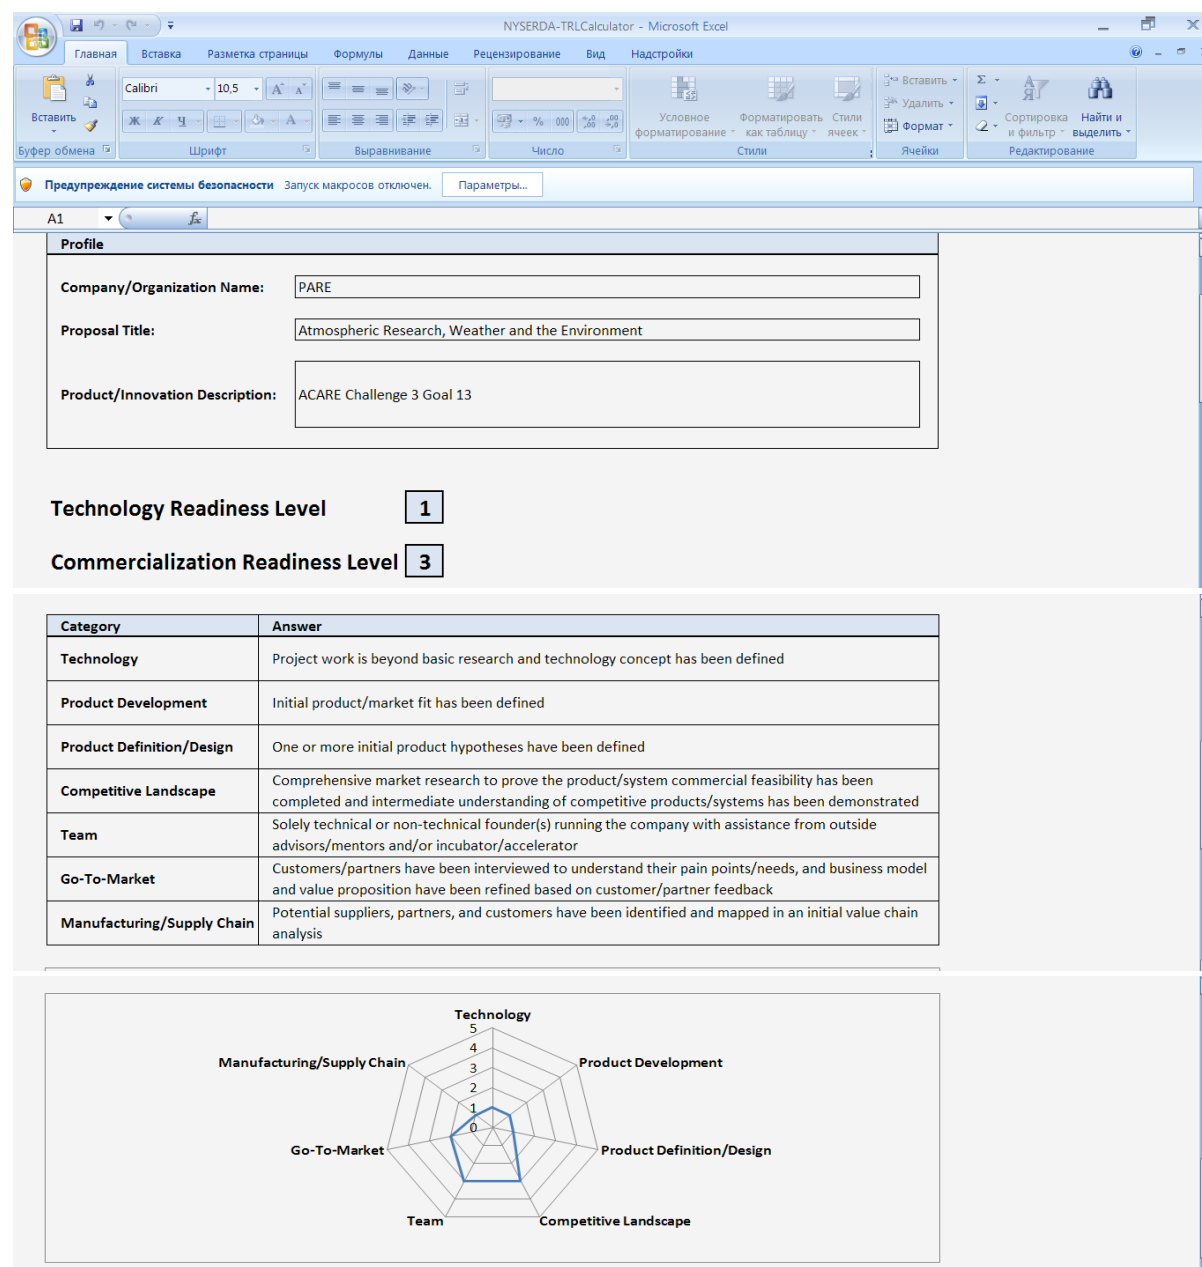 NYSERDA-TRLCalculator - Microsoft Excel
Главная Вставка Разметка страницы Формулы Данные Рецензирование Вид Надстройки
Вставить
Calibri 10,5 A A
Ж К Ч A
% 000 ,0 ,00 ,00 ,0
Условное форматирование
Форматировать как таблицу
Стили ячеек
Вставить
Удалить
Формат
Σ
Сортировка и фильтр
Найти и выделить
Буфер обмена Шрифт Выравнивание Число Стили Ячейки Редактирование
Предупреждение системы безопасности Запуск макросов отключен. Параметры...
A1 fx
Profile
Company/Organization Name: PARE
Proposal Title: Atmospheric Research, Weather and the Environment
Product/Innovation Description: ACARE Challenge 3 Goal 13
Technology Readiness Level 1
Commercialization Readiness Level 3
Category Answer
Technology Project work is beyond basic research and technology concept has been defined
Product Development Initial product/market fit has been defined
Product Definition/Design One or more initial product hypotheses have been defined
Competitive Landscape Comprehensive market research to prove the product/system commercial feasibility has been
completed and intermediate understanding of competitive products/systems has been demonstrated
Team Solely technical or non-technical founder(s) running the company with assistance from outside
advisors/mentors and/or incubator/accelerator
Go-To-Market Customers/partners have been interviewed to understand their pain points/needs, and business model
and value proposition have been refined based on customer/partner feedback
Manufacturing/Supply Chain Potential suppliers, partners, and customers have been identified and mapped in an initial value chain
analysis
Technology
5
4
Manufacturing/Supply Chain Product Development
3
2
1
0
Go-To-Market Product Definition/Design
Team Competitive Landscape